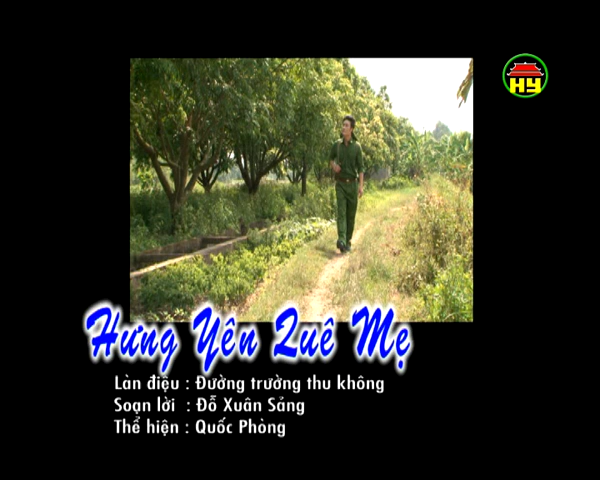 HY
Hưng Yên Quê Mẹ
Làn điệu : Đường trường thu không
Soạn lời : Đỗ Xuân Sảng
Thể hiện : Quốc Phòng